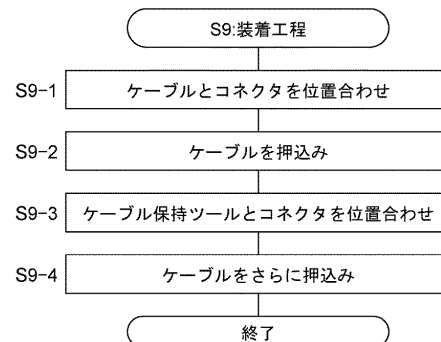 S9:装着工程
S9-1 ケーブルとコネクタを位置合わせ
S9-2 ケーブルを押込み
S9-3 ケーブル保持ツールとコネクタを位置合わせ
S9-4 ケーブルをさらに押込み
終了